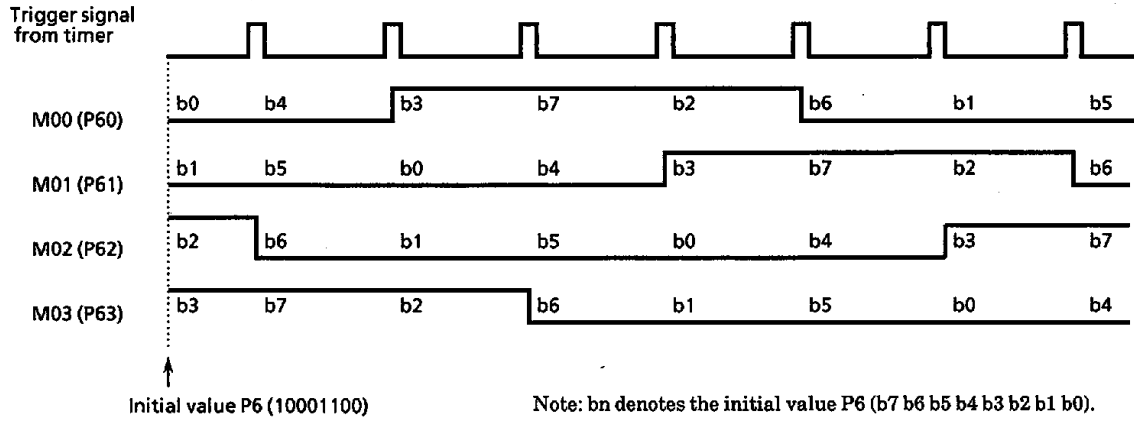 Trigger signal
from timer
b0 b4 b3 b7 b2 b6 b1 b5
M00 (P60)
b1 b5 b0 b4 b3 b7 b2 b6
M01 (P61)
b2 b6 b1 b5 b0 b4 b3 b7
M02 (P62)
b3 b7 b2 b6 b1 b5 b0 b4
M03 (P63)
Initial value P6 (10001100)
Note: bn denotes the initial value P6 (b7 b6 b5 b4 b3 b2 b1 b0).